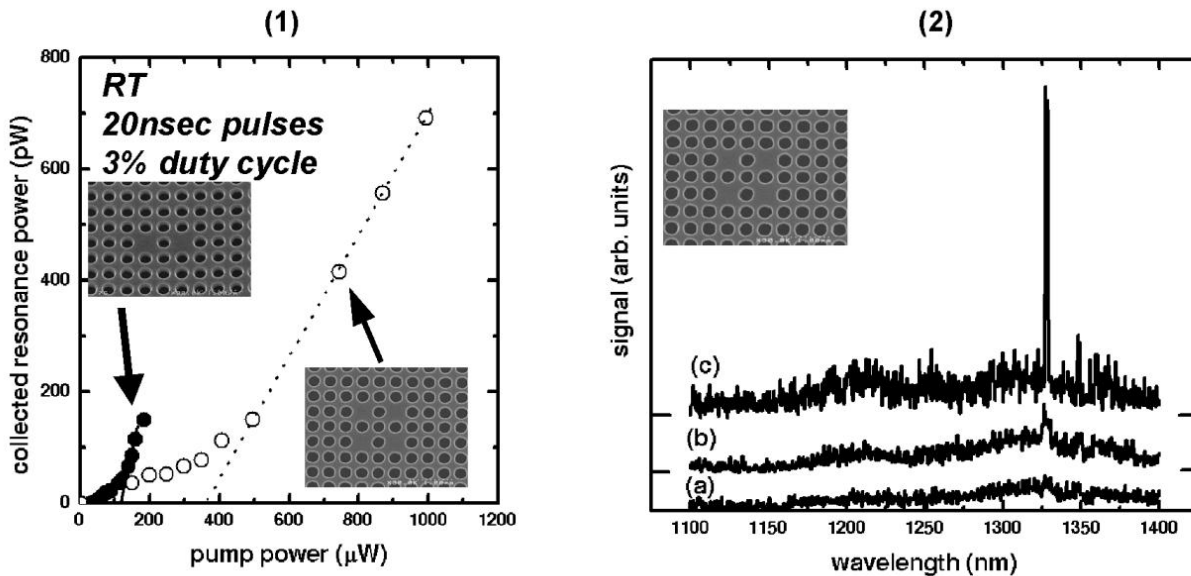 (1)
800
600
400
200
0
collected resonance power (pW)
RT
20nsec pulses
3% duty cycle
0 200 400 600 800 1000 1200
pump power (μW)
(2)
signal (arb. units)
(c)
(b)
(a)
1100 1150 1200 1250 1300 1350 1400
wavelength (nm)